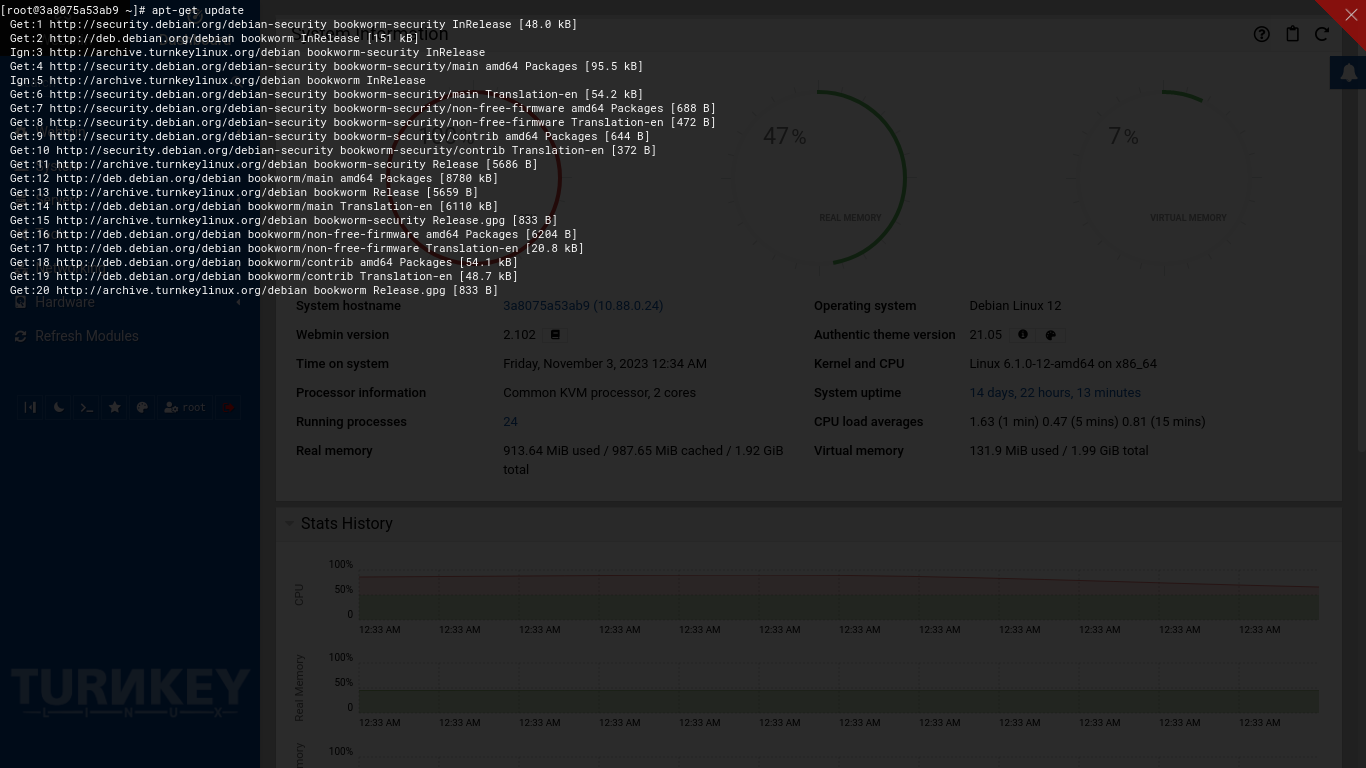 [root@3a8075a53ab9 ~]# apt-get update
Get:1 http://security.debian.org/debian-security bookworm-security InRelease [48.0 kB]
Get:2 http://deb.debian.org/debian bookworm InRelease [151 kB]
Ign:3 http://archive.turnkeylinux.org/debian bookworm-security InRelease
Get:4 http://security.debian.org/debian-security bookworm-security/main amd64 Packages [95.5 kB]
Ign:5 http://archive.turnkeylinux.org/debian bookworm InRelease
Get:6 http://security.debian.org/debian-security bookworm-security/main Translation-en [54.2 kB]
Get:7 http://security.debian.org/debian-security bookworm-security/non-free-firmware amd64 Packages [688 B]
Get:8 http://security.debian.org/debian-security bookworm-security/non-free-firmware Translation-en [472 B]
Get:9 http://security.debian.org/debian-security bookworm-security/contrib amd64 Packages [644 B]
Get:10 http://security.debian.org/debian-security bookworm-security/contrib Translation-en [372 B]
Get:11 http://archive.turnkeylinux.org/debian bookworm-security Release [5686 B]
Get:12 http://deb.debian.org/debian bookworm/main amd64 Packages [8780 kB]
Get:13 http://archive.turnkeylinux.org/debian bookworm Release [5659 B]
Get:14 http://deb.debian.org/debian bookworm/main Translation-en [6110 kB]
Get:15 http://archive.turnkeylinux.org/debian bookworm-security Release.gpg [833 B]
Get:16 http://deb.debian.org/debian bookworm/non-free-firmware amd64 Packages [6204 B]
Get:17 http://deb.debian.org/debian bookworm/non-free-firmware Translation-en [20.8 kB]
Get:18 http://deb.debian.org/debian bookworm/contrib amd64 Packages [54.1 kB]
Get:19 http://deb.debian.org/debian bookworm/contrib Translation-en [48.7 kB]
Get:20 http://archive.turnkeylinux.org/debian bookworm Release.gpg [833 B]
System Information
47%
7%
REAL MEMORY
VIRTUAL MEMORY
Networking
Hardware
Refresh Modules
root
System hostname 3a8075a53ab9 (10.88.0.24) Operating system Debian Linux 12
Webmin version 2.102 Authentic theme version 21.05
Time on system Friday, November 3, 2023 12:34 AM Kernel and CPU Linux 6.1.0-12-amd64 on x86_64
Processor information Common KVM processor, 2 cores System uptime 14 days, 22 hours, 13 minutes
Running processes 24 CPU load averages 1.63 (1 min) 0.47 (5 mins) 0.81 (15 mins)
Real memory 913.64 MiB used / 987.65 MiB cached / 1.92 GiB total Virtual memory 131.9 MiB used / 1.99 GiB total
Stats History
CPU
100%
50%
0
12:33 AM 12:33 AM 12:33 AM 12:33 AM 12:33 AM 12:33 AM 12:33 AM 12:33 AM 12:33 AM 12:33 AM 12:33 AM 12:33 AM
Real Memory
100%
50%
0
12:33 AM 12:33 AM 12:33 AM 12:33 AM 12:33 AM 12:33 AM 12:33 AM 12:33 AM 12:33 AM 12:33 AM 12:33 AM 12:33 AM
100%
TURNKEY
LINUX